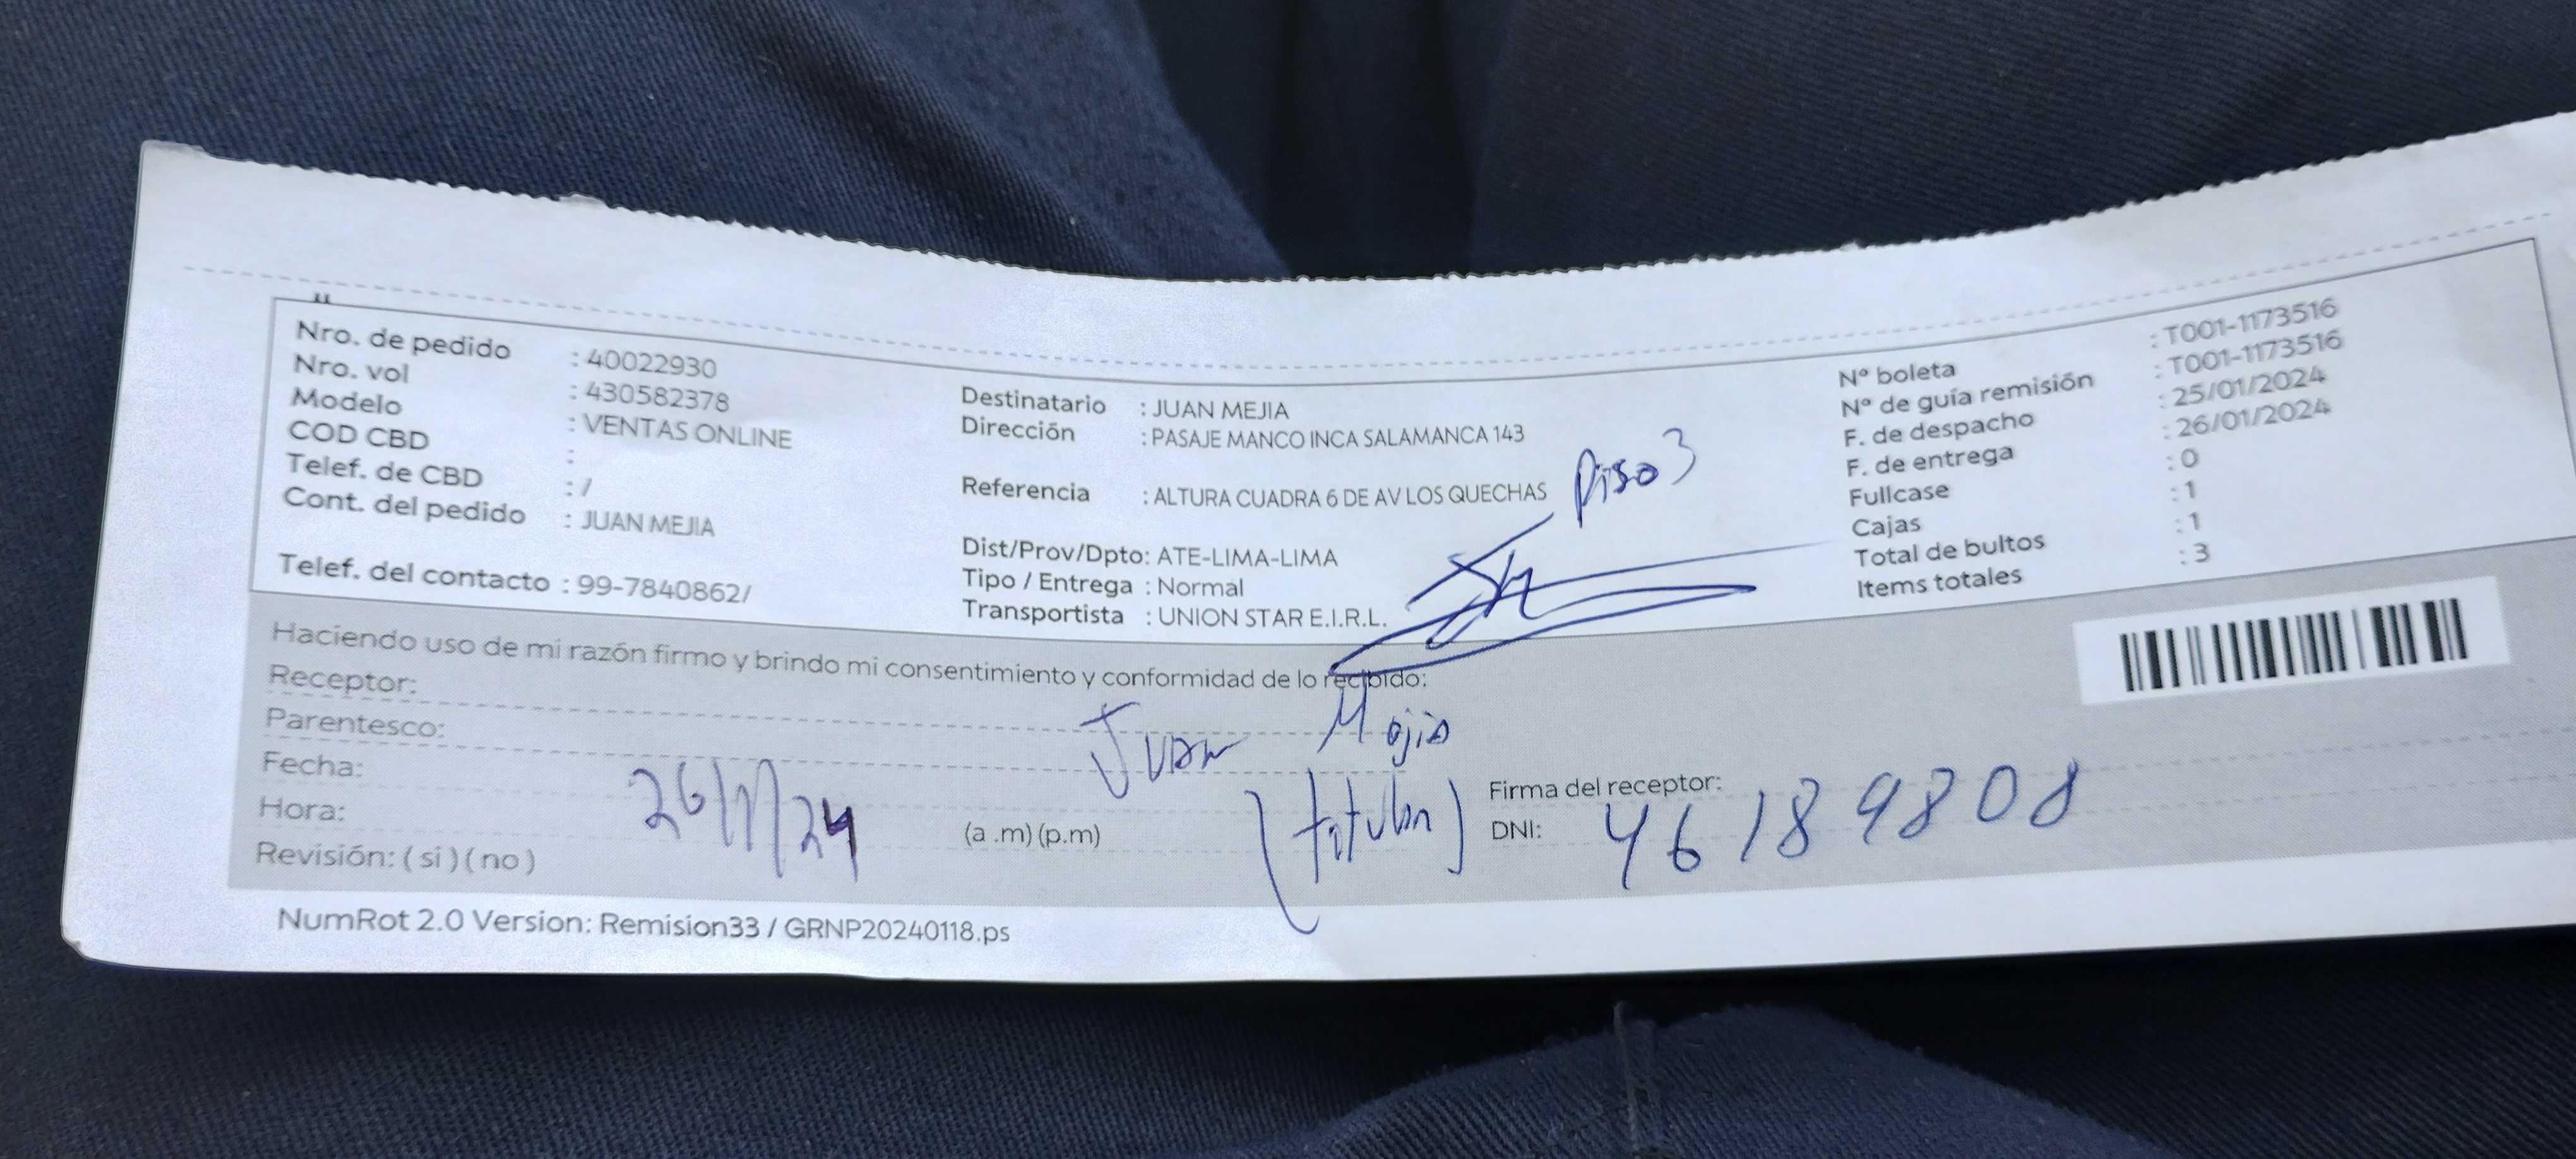 Nro. de pedido : 40022930
Nro. vol : 430582378
Modelo : VENTAS ONLINE
COD CBD :
Telef. de CBD : /
Cont. del pedido : JUAN MEJIA
Telef. del contacto : 99-7840862/
Destinatario : JUAN MEJIA
Dirección : PASAJE MANCO INCA SALAMANCA 143
Referencia : ALTURA CUADRA 6 DE AV LOS QUECHAS
Piso 3
Dist/Prov/Dpto: ATE-LIMA-LIMA
Tipo / Entrega : Normal
Transportista : UNION STAR E.I.R.L.
Nº boleta : T001-1173516
Nº de guía remisión : T001-1173516
F. de despacho : 25/01/2024
F. de entrega : 26/01/2024
Fullcase : 0
Cajas : 1
Total de bultos : 1
Items totales : 3
Haciendo uso de mi razón firmo y brindo mi consentimiento y conformidad de lo recibido:
Receptor: Juan Mejia
Parentesco: (titular)
Fecha: 26/1/24
Hora: (a .m) (p.m)
Revisión: ( si ) ( no )
Firma del receptor:
DNI: 46189808
NumRot 2.0 Version: Remision33 / GRNP20240118.ps